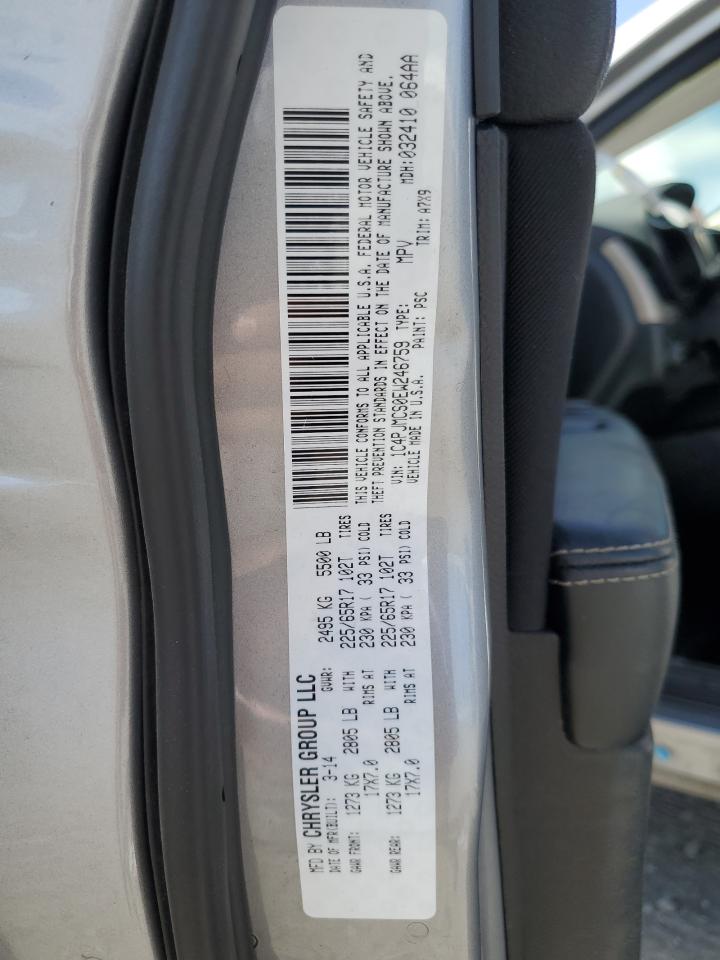 MFD BY CHRYSLER GROUP LLC
DATE OF MFR(BUILT): 3-14 GVWR: 2495 KG 5500 LB
GAWR FRONT: 1273 KG 2805 LB WITH 225/65R17 102T TIRES
17X7.0 RIMS AT 230 KPA ( 33 PSI) COLD
GAWR REAR: 1273 KG 2805 LB WITH 225/65R17 102T TIRES
17X7.0 RIMS AT 230 KPA ( 33 PSI) COLD
THIS VEHICLE CONFORMS TO ALL APPLICABLE U.S.A. FEDERAL MOTOR VEHICLE SAFETY AND
THEFT PREVENTION STANDARDS IN EFFECT ON THE DATE OF MANUFACTURE SHOWN ABOVE.
VIN: 1C4PJMCS0EW246759 TYPE: MPV MDH:032410 064AA
VEHICLE MADE IN U.S.A. PAINT: PSC TRIM: A7X9